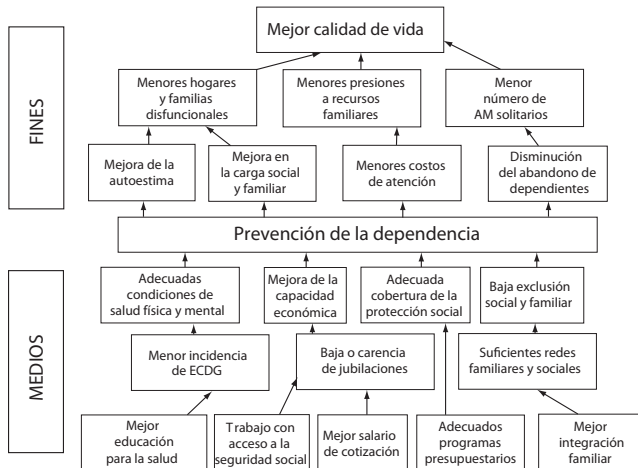 Mejor calidad de vida
FINES
Menores hogares
y familias
disfuncionales
Menores presiones
a recursos
familiares
Menor
número de
AM solitarios
Mejora de la
autoestima
Mejora en
la carga social
y familiar
Menores costos
de atención
Disminución
del abandono de
dependientes
Prevención de la dependencia
MEDIOS
Adecuadas
condiciones de
salud física y mental
Mejora de la
capacidad
económica
Adecuada
cobertura de la
protección social
Baja exclusión
social y familiar
Menor incidencia
de ECDG
Baja o carencia
de jubilaciones
Suficientes redes
familiares y sociales
Mejor
educación
para la salud
Trabajo con
acceso a la
seguridad social
Mejor salario
de cotización
Adecuados
programas
presupuestarios
Mejor
integración
familiar